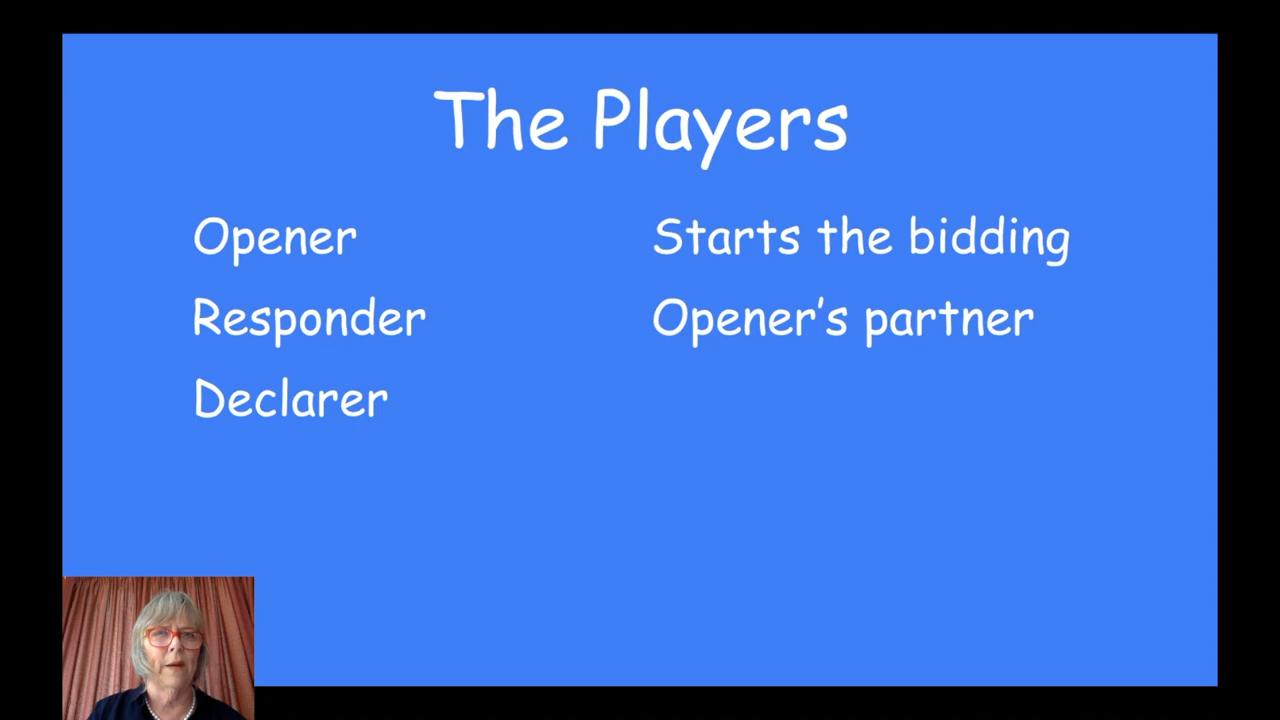 The Players
Opener Starts the bidding
Responder Opener’s partner
Declarer